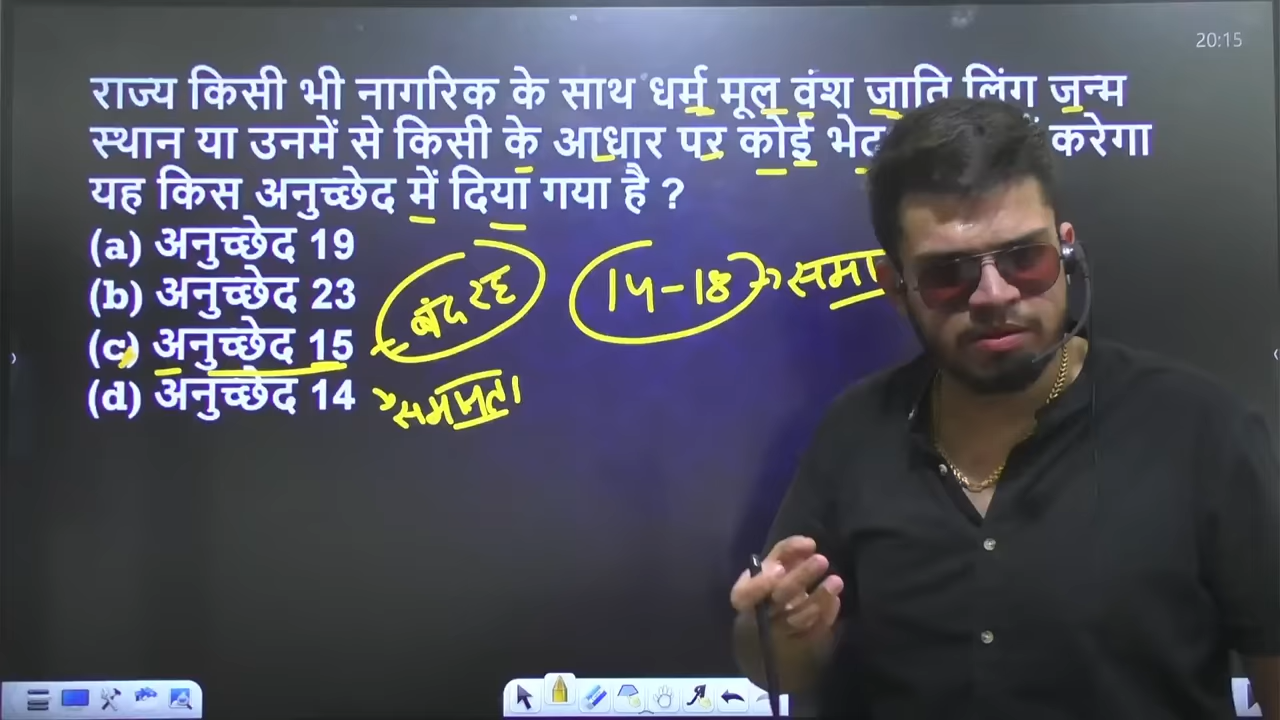 20:15
राज्य किसी भी नागरिक के साथ धर्म मूल वंश जाति लिंग जन्म
स्थान या उनमें से किसी के आधार पर कोई करेगा
यह किस अनुच्छेद में दिया गया है ?
(a) अनुच्छेद 19
(b) अनुच्छेद 23
(c) अनुच्छेद 15
(d) अनुच्छेद 14
14-18 → समा